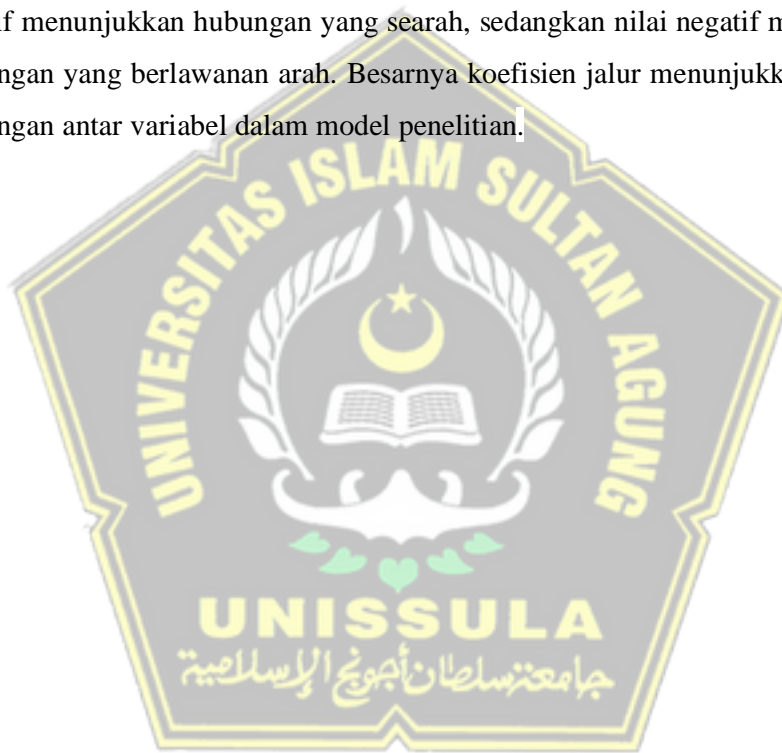 if menunjukkan hubungan yang searah, sedangkan nilai negatif m
ngan yang berlawanan arah. Besarnya koefisien jalur menunjukk
ngan antar variabel dalam model penelitian.
UNIVERSITAS ISLAM SULTAN AGUNG
UNISSULA
جامعة سلطان أجونج الإسلامية